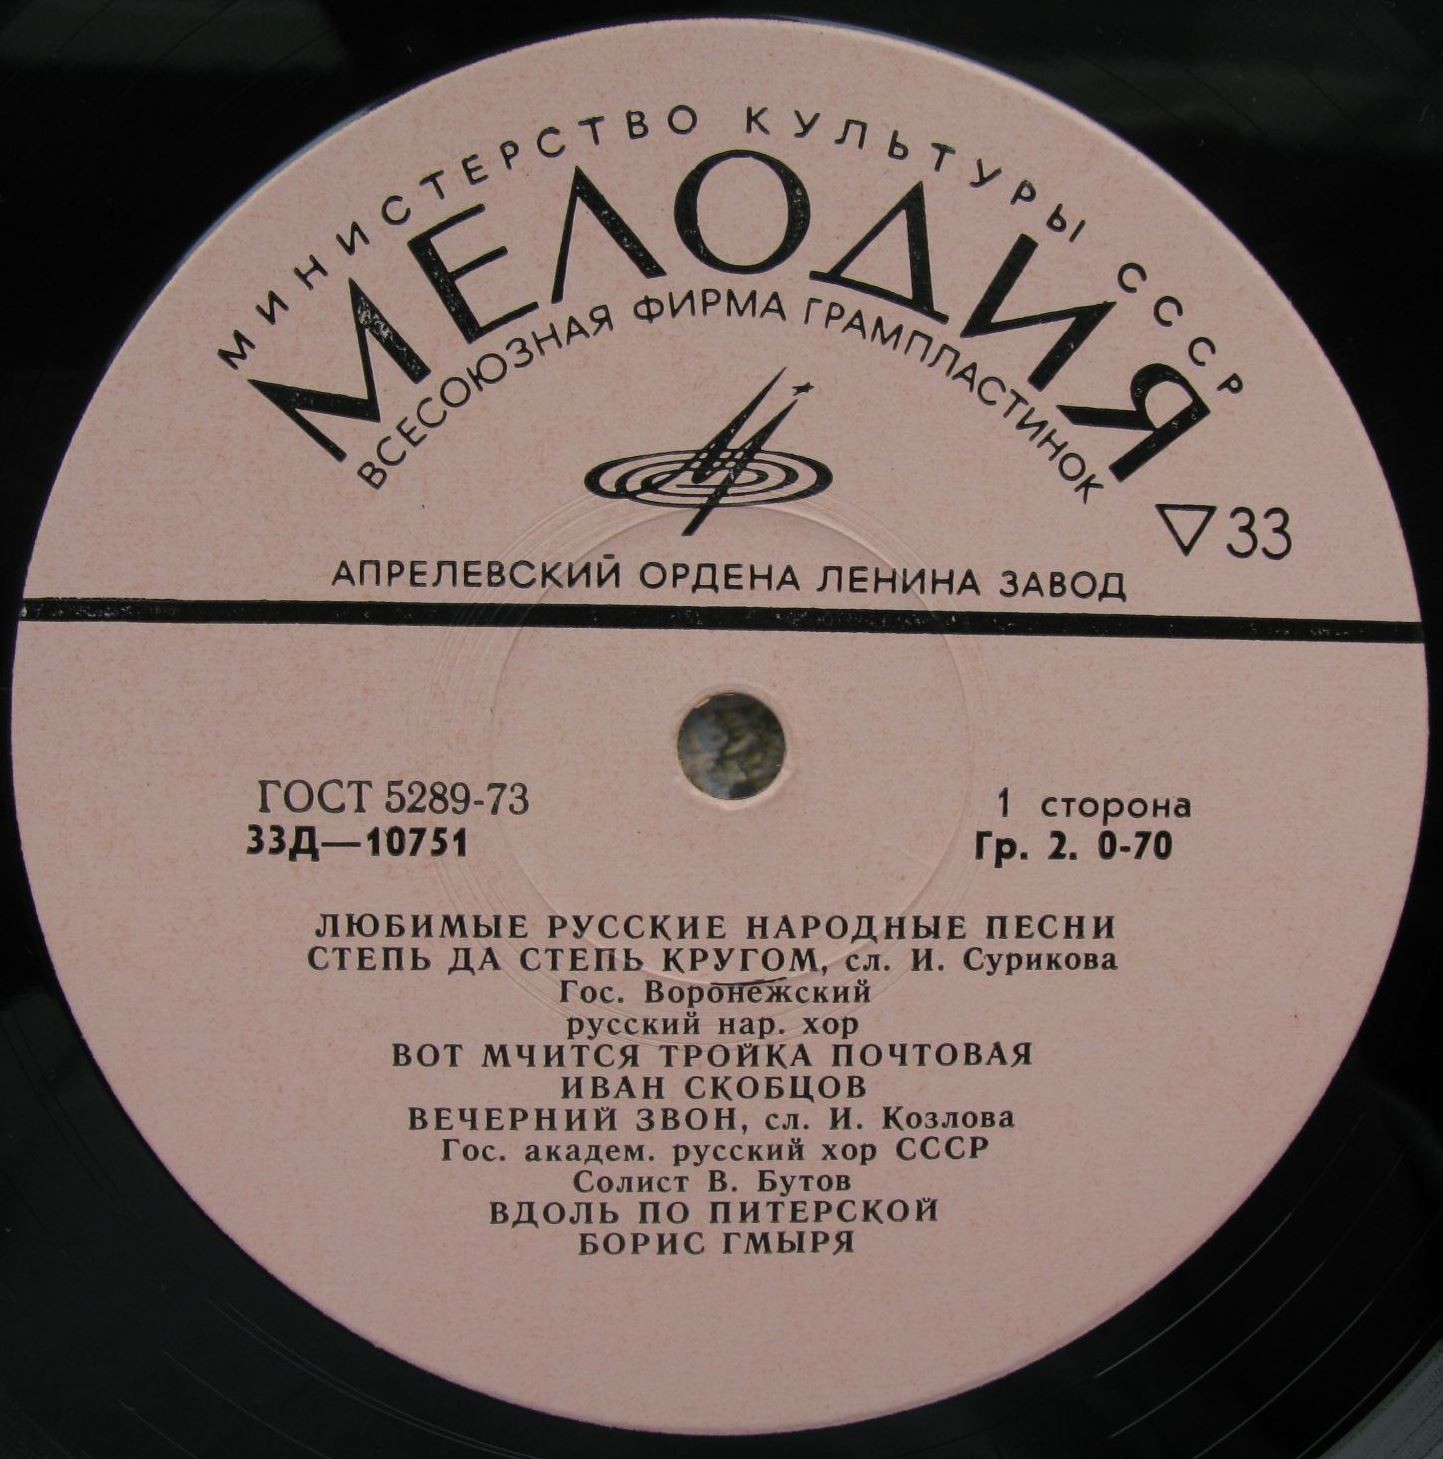 МИНИСТЕРСТВО КУЛЬТУРЫ СССР
МЕЛОДИЯ
ВСЕСОЮЗНАЯ ФИРМА ГРАМПЛАСТИНОК
▽33
АПРЕЛЕВСКИЙ ОРДЕНА ЛЕНИНА ЗАВОД
ГОСТ 5289-73
1 сторона
33Д—10751
Гр. 2. 0-70
ЛЮБИМЫЕ РУССКИЕ НАРОДНЫЕ ПЕСНИ
СТЕПЬ ДА СТЕПЬ КРУГОМ, сл. И. Сурикова
Гос. Воронежский
русский нар. хор
ВОТ МЧИТСЯ ТРОЙКА ПОЧТОВАЯ
ИВАН СКОБЦОВ
ВЕЧЕРНИЙ ЗВОН, сл. И. Козлова
Гос. академ. русский хор СССР
Солист В. Бутов
ВДОЛЬ ПО ПИТЕРСКОЙ
БОРИС ГМЫРЯ